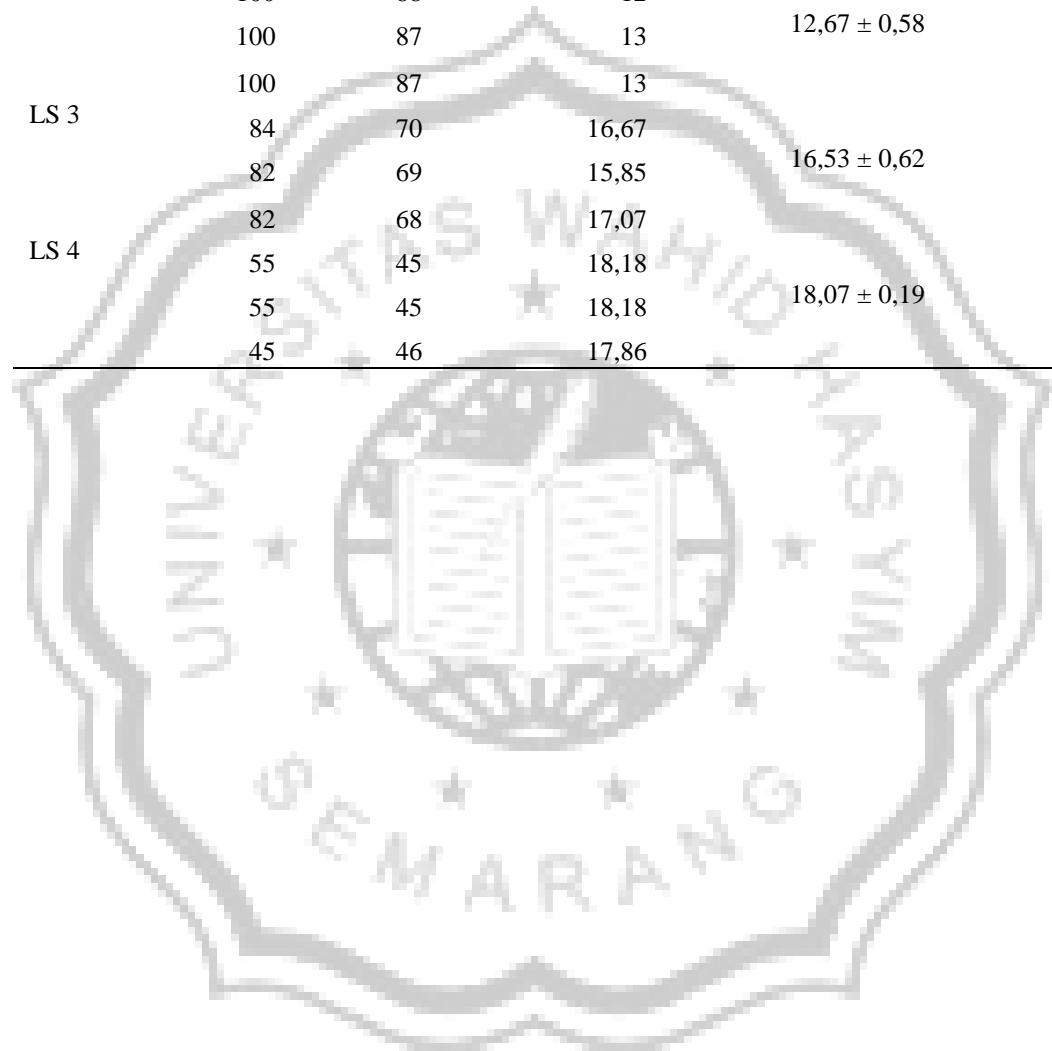 100 87 13 12,67 ± 0,58
100 87 13
LS 3
84 70 16,67
82 69 15,85 16,53 ± 0,62
82 68 17,07
LS 4
55 45 18,18
55 45 18,18 18,07 ± 0,19
45 46 17,86
UNIVERSITAS WAHID HASYIM
SEMARANG